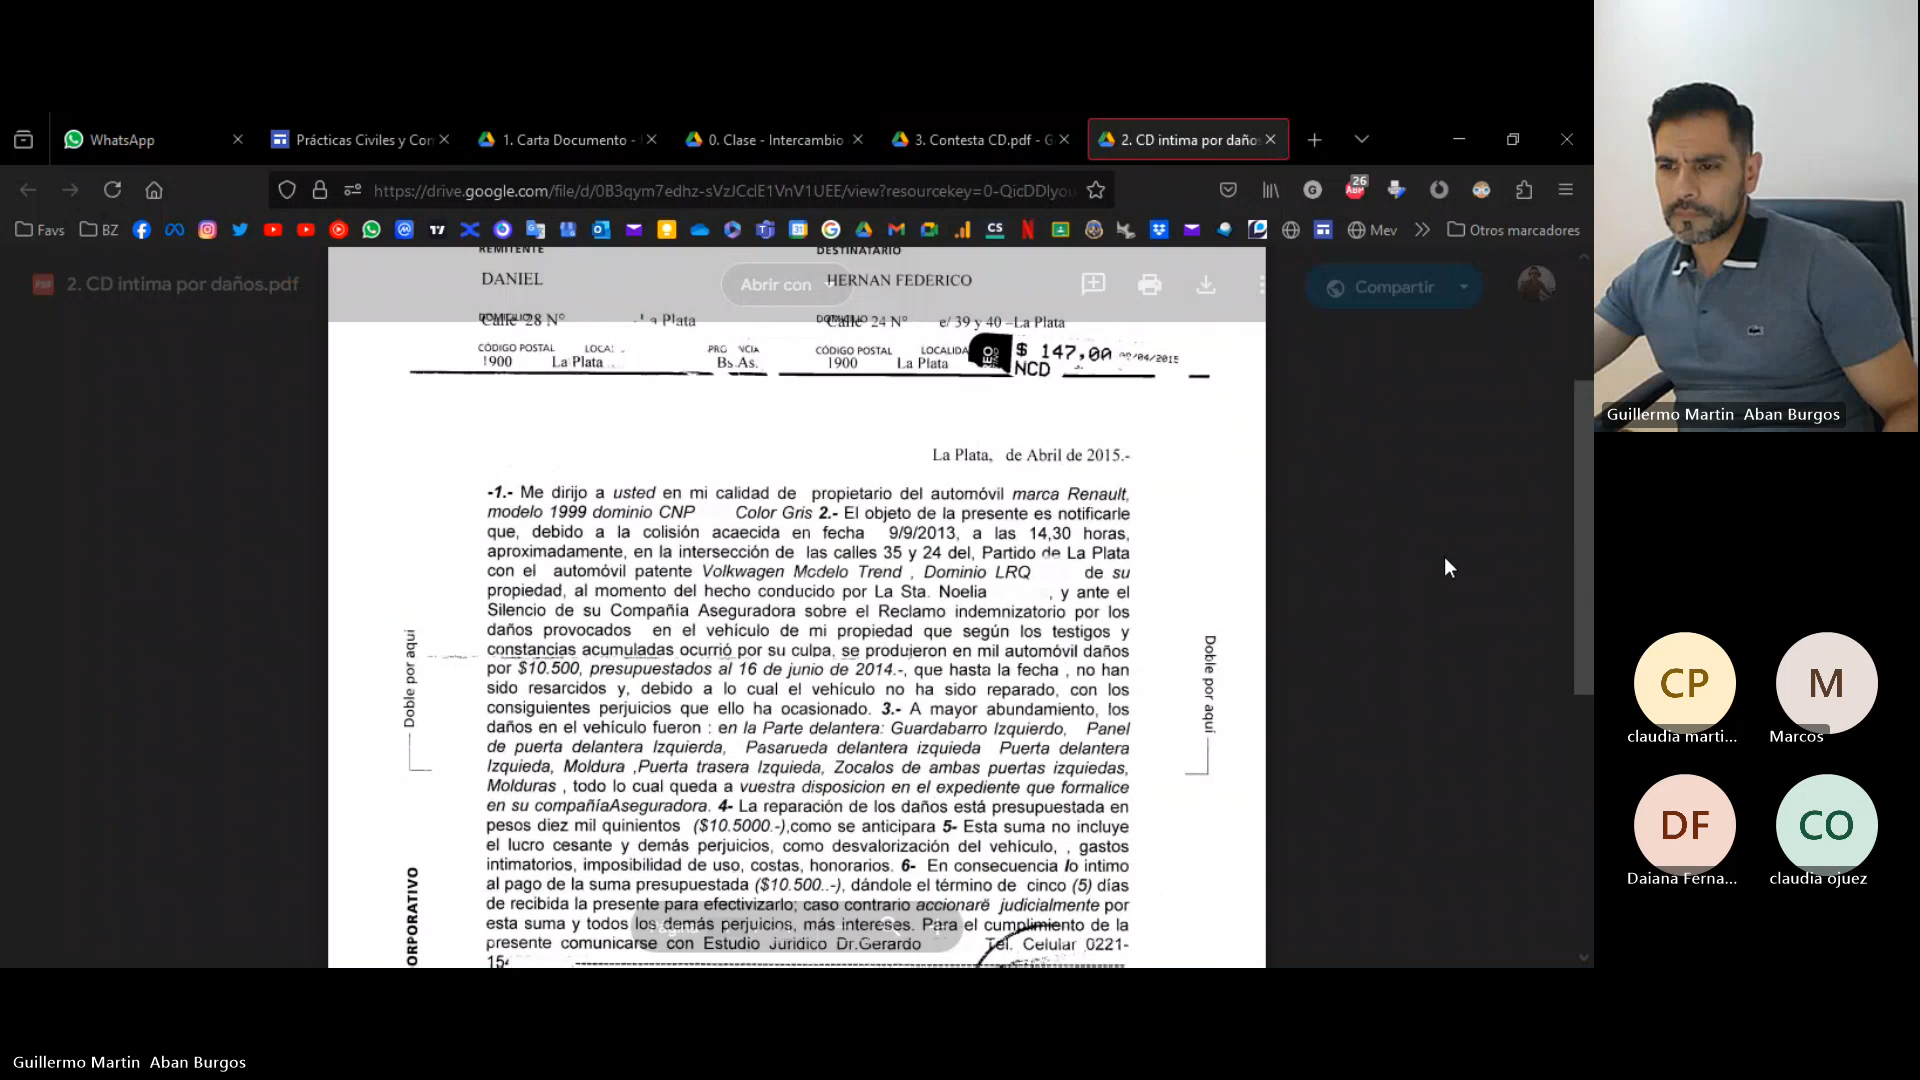 WhatsApp
Prácticas Civiles y Con
1. Carta Documento -
0. Clase - Intercambio
3. Contesta CD.pdf - G
2. CD intima por daños
https://drive.google.com/file/d/0B3qym7edhz-sVzJCclE1VnV1UEE/view?resourcekey=0-QicDDlyou
26
Favs
BZ
CS
Mev
Otros marcadores
2. CD intima por daños.pdf
Abrir con
Compartir
REMITENTE DESTINATARIO
DANIEL HERNAN FEDERICO
DOMICILIO DOMICILIO
Calle 28 Nº La Plata Calle 24 Nº e/ 39 y 40 –La Plata
CÓDIGO POSTAL CÓDIGO POSTAL
1900 La Plata Bs.As. 1900 La Plata
$ 147,00
NCD
La Plata, de Abril de 2015.-
-1.- Me dirijo a usted en mi calidad de propietario del automóvil marca Renault,
modelo 1999 dominio CNP Color Gris 2.- El objeto de la presente es notificarle
que, debido a la colisión acaecida en fecha 9/9/2013, a las 14,30 horas,
aproximadamente, en la intersección de las calles 35 y 24 del, Partido de La Plata
con el automóvil patente Volkwagen Modelo Trend , Dominio LRQ de su
propiedad, al momento del hecho conducido por La Sta. Noelia , y ante el
Silencio de su Compañía Aseguradora sobre el Reclamo indemnizatorio por los
daños provocados en el vehículo de mi propiedad que según los testigos y
constancias acumuladas ocurrió por su culpa, se produjeron en mil automóvil daños
por $10.500, presupuestados al 16 de junio de 2014.-, que hasta la fecha , no han
sido resarcidos y, debido a lo cual el vehículo no ha sido reparado, con los
consiguientes perjuicios que ello ha ocasionado. 3.- A mayor abundamiento, los
daños en el vehículo fueron : en la Parte delantera: Guardabarro Izquierdo, Panel
de puerta delantera Izquierda, Pasarueda delantera izquieda Puerta delantera
Izquieda, Moldura ,Puerta trasera Izquieda, Zocalos de ambas puertas izquiedas,
Molduras , todo lo cual queda a vuestra disposicion en el expediente que formalice
en su compañíaAseguradora. 4- La reparación de los daños está presupuestada en
pesos diez mil quinientos ($10.5000.-),como se anticipara 5- Esta suma no incluye
el lucro cesante y demás perjuicios, como desvalorización del vehículo, , gastos
intimatorios, imposibilidad de uso, costas, honorarios. 6- En consecuencia lo intimo
al pago de la suma presupuestada ($10.500..-), dándole el término de cinco (5) días
de recibida la presente para efectivizarlo; caso contrario accionaré judicialmente por
esta suma y todos los demás perjuicios, más intereses. Para el cumplimiento de la
presente comunicarse con Estudio Juridico Dr.Gerardo Tel. Celular 0221-
Doble por aquí
Doble por aquí
ORPORATIVO
Guillermo Martin Aban Burgos
CP
claudia marti...
M
Marcos
DF
Daiana Ferna...
CO
claudia ojuez
Guillermo Martin Aban Burgos